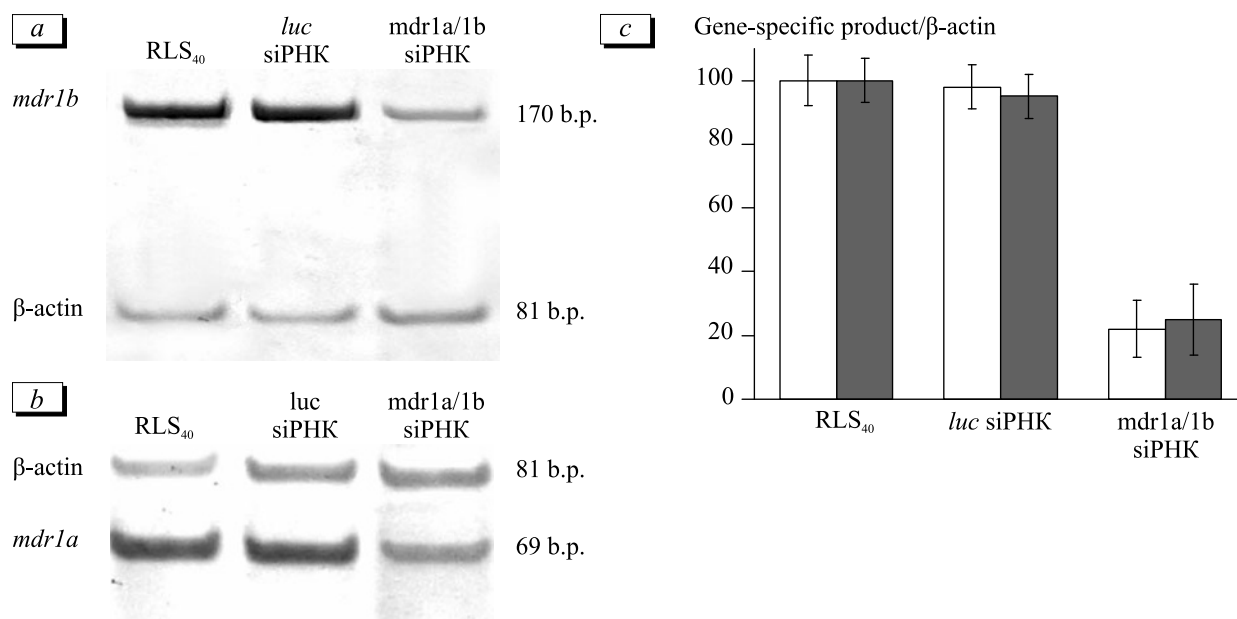 a
RLS₄₀
luc
siРНК
mdr1a/1b
siРНК
mdr1b
170 b.p.
β-actin
81 b.p.
b
RLS₄₀
luc
siРНК
mdr1a/1b
siРНК
β-actin
81 b.p.
mdr1a
69 b.p.
c
Gene-specific product/β-actin
100
80
60
40
20
0
RLS₄₀
luc siРНК
mdr1a/1b
siРНК